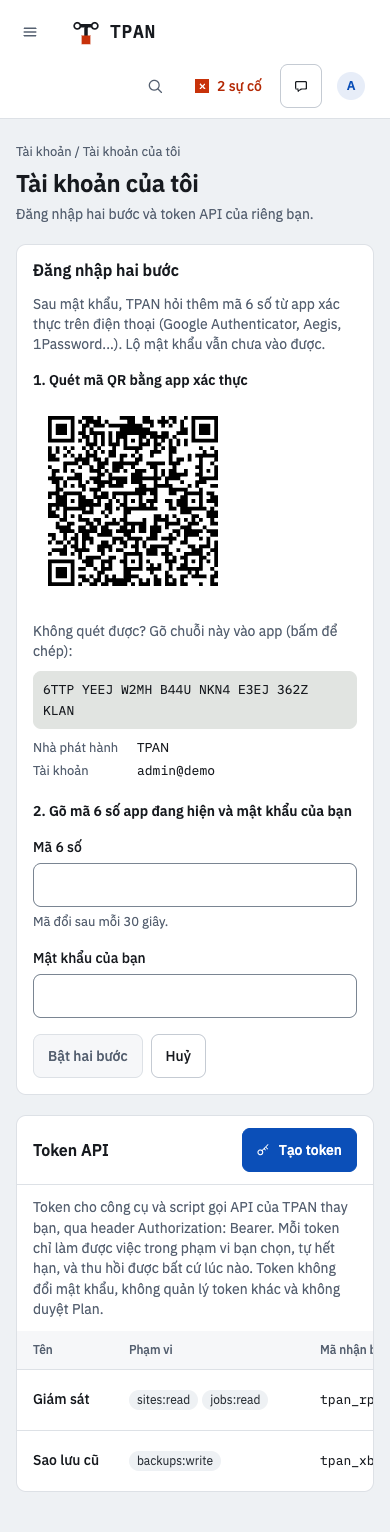 TPAN
2 sự cố
A
Tài khoản / Tài khoản của tôi
Tài khoản của tôi
Đăng nhập hai bước và token API của riêng bạn.
Đăng nhập hai bước
Sau mật khẩu, TPAN hỏi thêm mã 6 số từ app xác
thực trên điện thoại (Google Authenticator, Aegis,
1Password...). Lộ mật khẩu vẫn chưa vào được.
1. Quét mã QR bằng app xác thực
Không quét được? Gõ chuỗi này vào app (bấm để
chép):
6TTP YEEJ W2MH B44U NKN4 E3EJ 362Z
KLAN
Nhà phát hành TPAN
Tài khoản admin@demo
2. Gõ mã 6 số app đang hiện và mật khẩu của bạn
Mã 6 số
Mã đổi sau mỗi 30 giây.
Mật khẩu của bạn
Bật hai bước Huỷ
Token API Tạo token
Token cho công cụ và script gọi API của TPAN thay
bạn, qua header Authorization: Bearer. Mỗi token
chỉ làm được việc trong phạm vi bạn chọn, tự hết
hạn, và thu hồi được bất cứ lúc nào. Token không
đổi mật khẩu, không quản lý token khác và không
duyệt Plan.
Tên Phạm vi Mã nhận b
Giám sát sites:read jobs:read tpan_rp
Sao lưu cũ backups:write tpan_xb